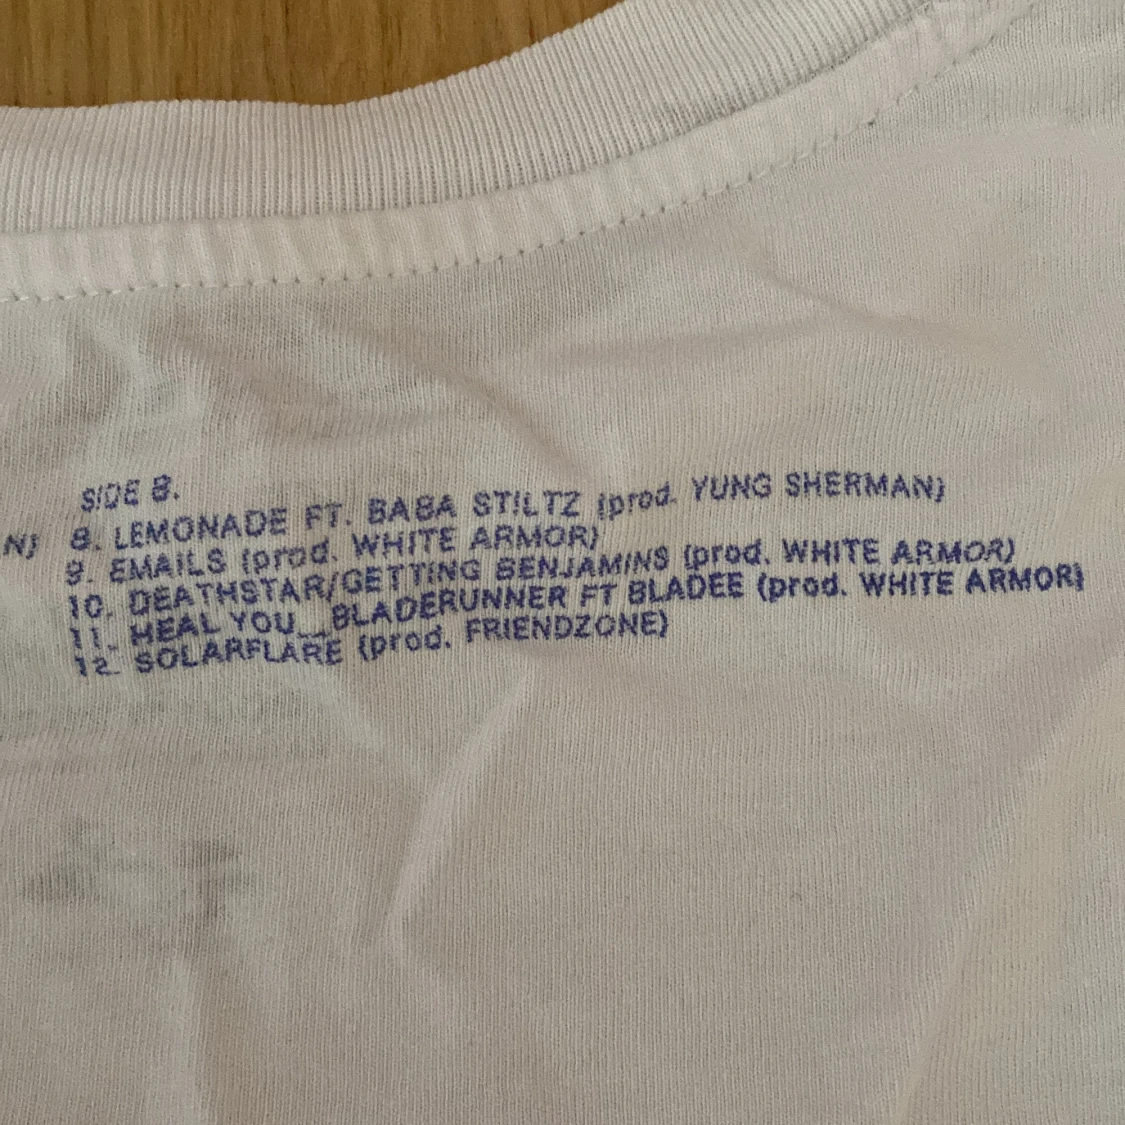 SIDE B.
N) 8. LEMONADE FT. BABA STILTZ (prod. YUNG SHERMAN)
9. EMAILS (prod. WHITE ARMOR)
10. DEATHSTAR/GETTING BENJAMINS (prod. WHITE ARMOR)
11. HEAL YOU__BLADERUNNER FT BLADEE (prod. WHITE ARMOR)
12. SOLARFLARE (prod. FRIENDZONE)